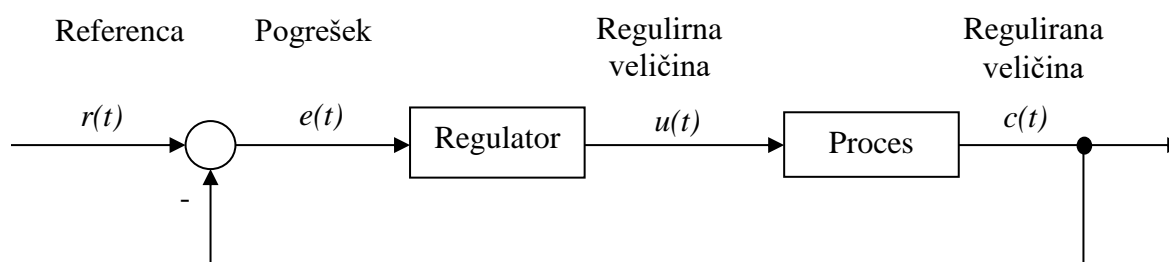 Referenca
Pogrešek
Regulirna
veličina
Regulirana
veličina
r(t)
e(t)
Regulator
u(t)
Proces
c(t)
-